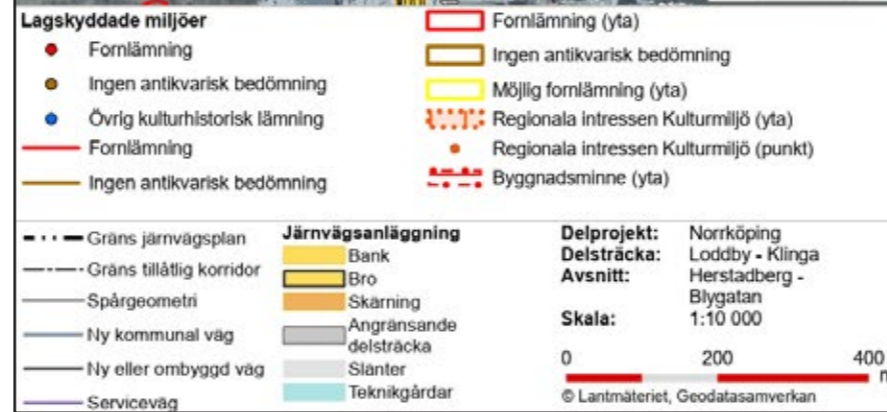 Lagskyddade miljöer
Fornlämning
Ingen antikvarisk bedömning
Övrig kulturhistorisk lämning
Fornlämning
Ingen antikvarisk bedömning
Fornlämning (yta)
Ingen antikvarisk bedömning
Möjlig fornlämning (yta)
Regionala intressen Kulturmiljö (yta)
Regionala intressen Kulturmiljö (punkt)
Byggnadsminne (yta)
Gräns järnvägsplan
Gräns tillåtlig korridor
Spårgeometri
Ny kommunal väg
Ny eller ombyggd väg
Serviceväg
Järnvägsanläggning
Bank
Bro
Skärning
Angränsande
delsträcka
Slänter
Teknikgårdar
Delprojekt: Norrköping
Delsträcka: Loddby - Klinga
Avsnitt: Herstadberg -
Blygatan
Skala: 1:10 000
0 200 400
© Lantmäteriet, Geodatasamverkan